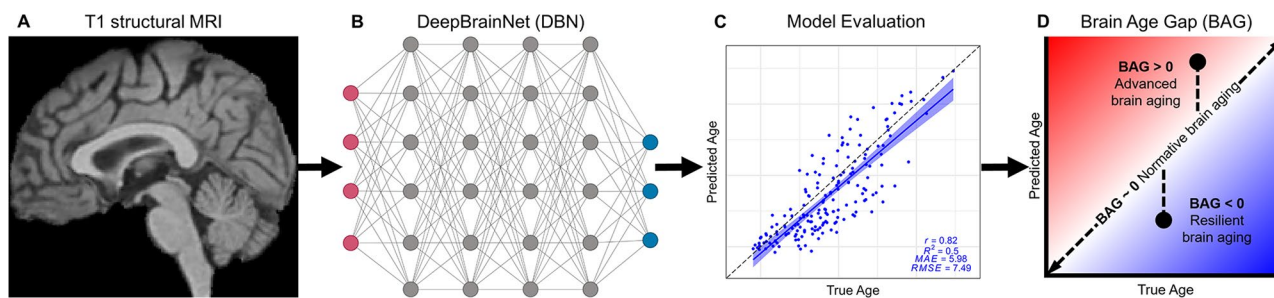 A
T1 structural MRI
B
DeepBrainNet (DBN)
C
Model Evaluation
Predicted Age
r = 0.82
R² = 0.5
MAE = 5.98
RMSE = 7.49
True Age
D
Brain Age Gap (BAG)
Predicted Age
BAG > 0
Advanced
brain aging
BAG ~ 0 Normative brain aging
BAG < 0
Resilient
brain aging
True Age